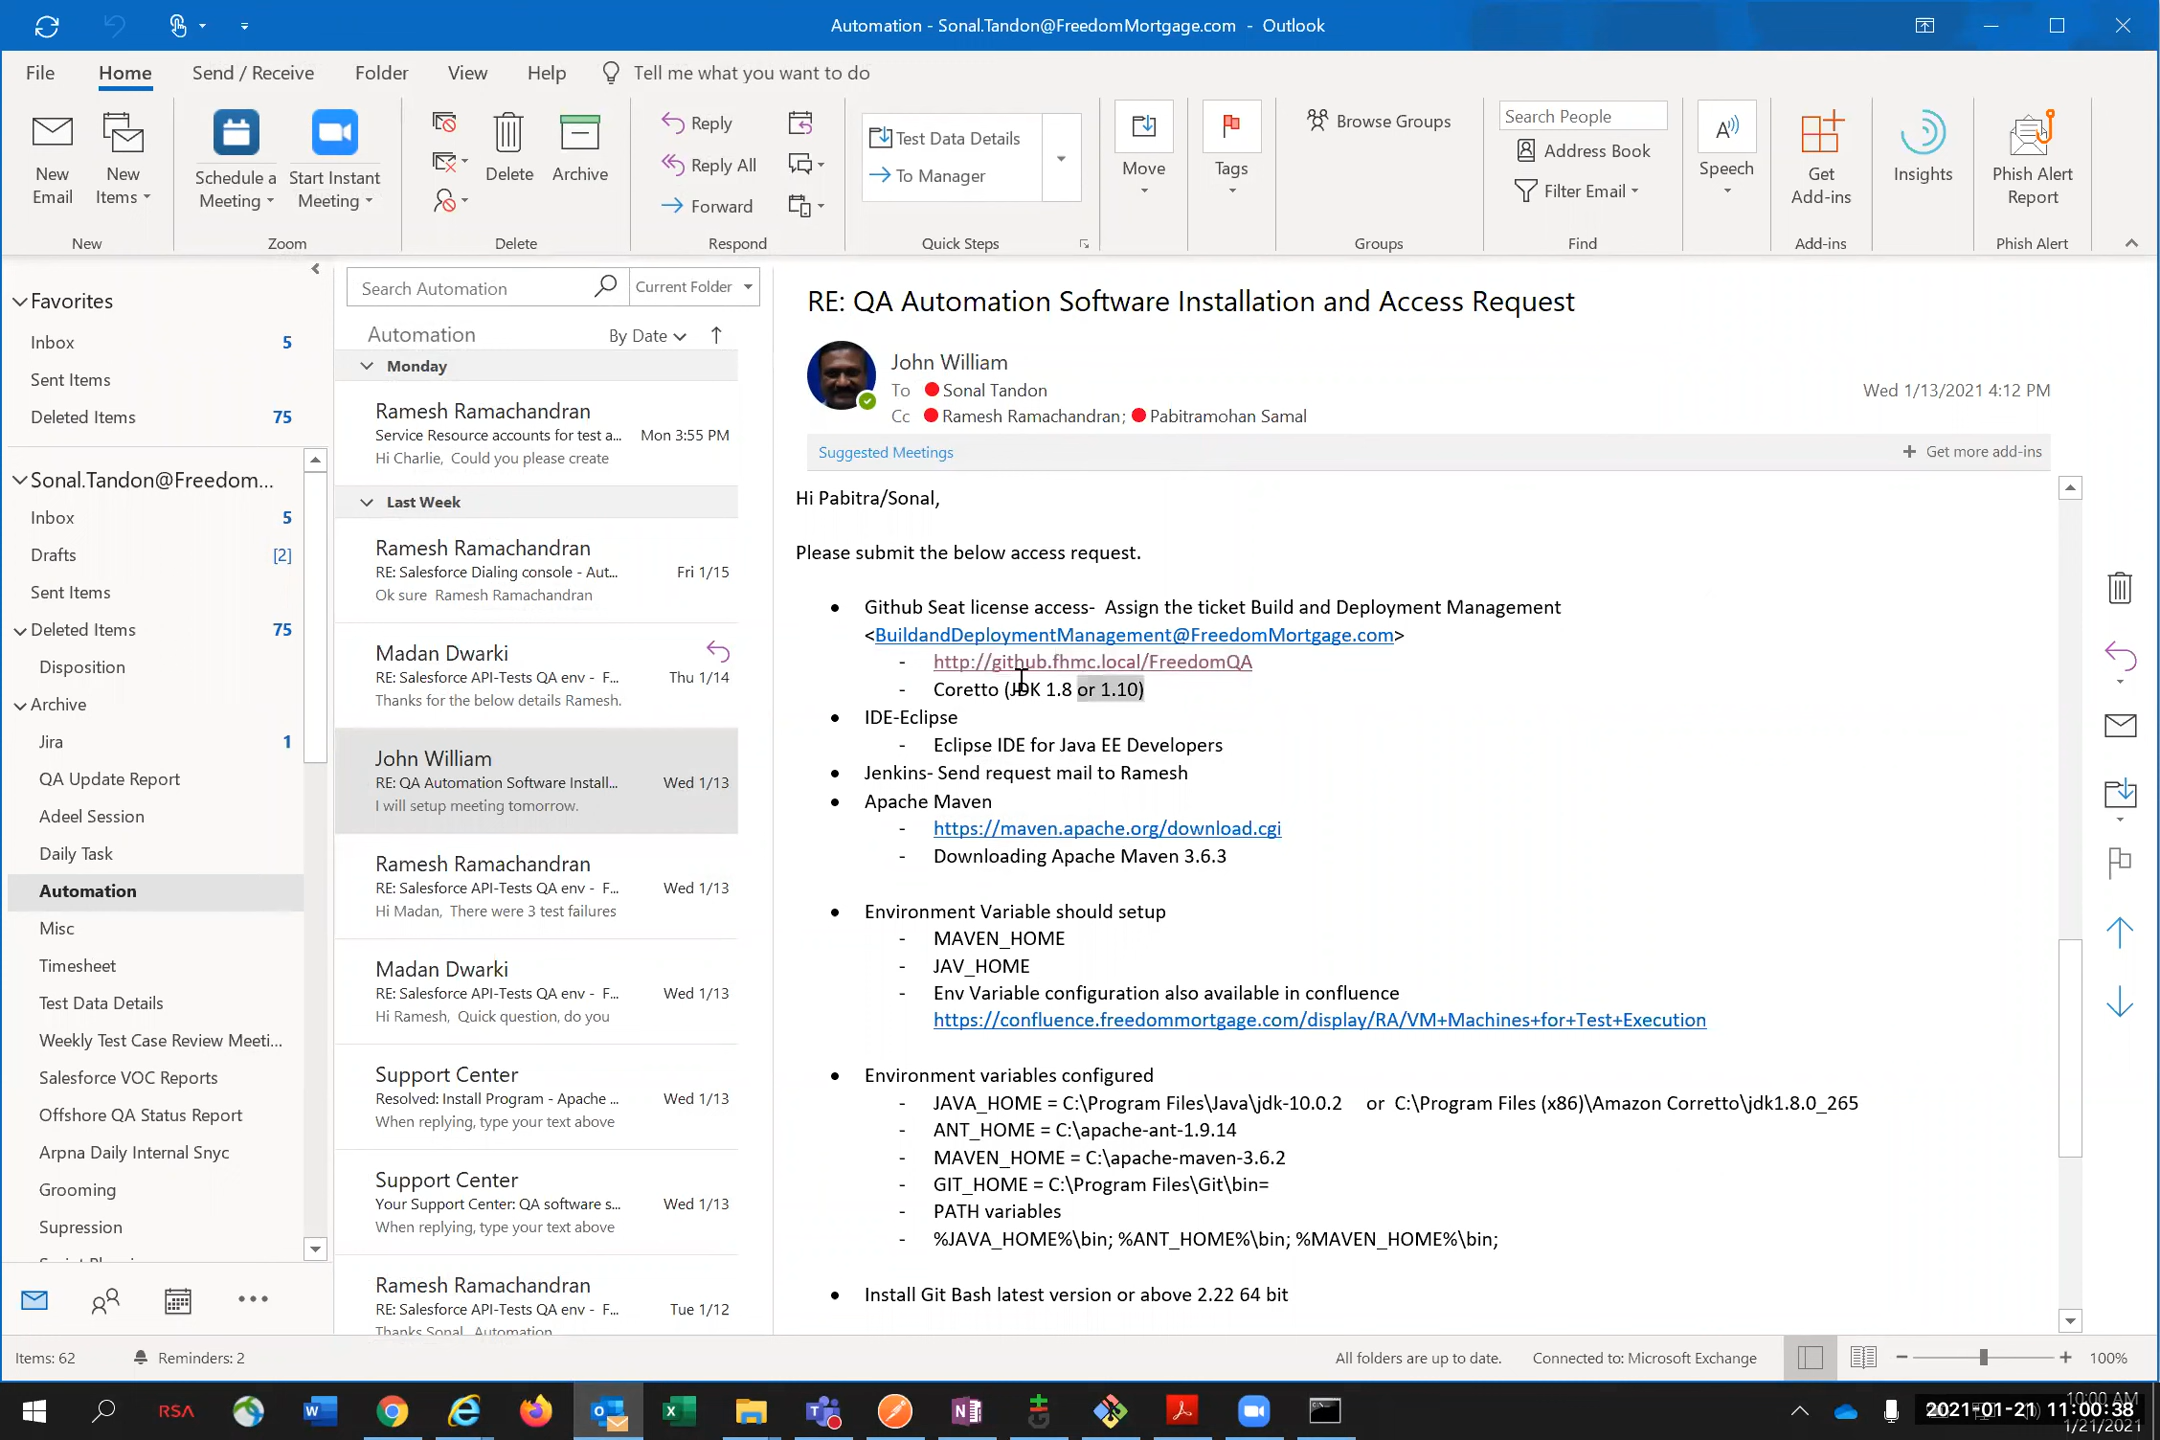 Automation - Sonal.Tandon@FreedomMortgage.com - Outlook
File Home Send / Receive Folder View Help Tell me what you want to do
New Email
New Items
New
Schedule a Meeting
Start Instant Meeting
Zoom
Delete
Archive
Delete
Reply
Reply All
Forward
Respond
Test Data Details
To Manager
Quick Steps
Move
Tags
Browse Groups
Groups
Search People
Address Book
Filter Email
Find
Speech
Get Add-ins
Add-ins
Insights
Phish Alert Report
Phish Alert
Favorites
Inbox 5
Sent Items
Deleted Items 75
Sonal.Tandon@Freedom...
Inbox 5
Drafts [2]
Sent Items
Deleted Items 75
Disposition
Archive
Jira 1
QA Update Report
Adeel Session
Daily Task
Automation
Misc
Timesheet
Test Data Details
Weekly Test Case Review Meeti...
Salesforce VOC Reports
Offshore QA Status Report
Arpna Daily Internal Snyc
Grooming
Supression
Search Automation
Current Folder
Automation By Date
Monday
Ramesh Ramachandran
Service Resource accounts for test a... Mon 3:55 PM
Hi Charlie, Could you please create
Last Week
Ramesh Ramachandran
RE: Salesforce Dialing console - Aut... Fri 1/15
Ok sure Ramesh Ramachandran
Madan Dwarki
RE: Salesforce API-Tests QA env - F... Thu 1/14
Thanks for the below details Ramesh.
John William
RE: QA Automation Software Install... Wed 1/13
I will setup meeting tomorrow.
Ramesh Ramachandran
RE: Salesforce API-Tests QA env - F... Wed 1/13
Hi Madan, There were 3 test failures
Madan Dwarki
RE: Salesforce API-Tests QA env - F... Wed 1/13
Hi Ramesh, Quick question, do you
Support Center
Resolved: Install Program - Apache ... Wed 1/13
When replying, type your text above
Support Center
Your Support Center: QA software s... Wed 1/13
When replying, type your text above
Ramesh Ramachandran
RE: Salesforce API-Tests QA env - F... Tue 1/12
Thanks Sonal Automation
RE: QA Automation Software Installation and Access Request
John William
To Sonal Tandon
Wed 1/13/2021 4:12 PM
Cc Ramesh Ramachandran; Pabitramohan Samal
Suggested Meetings
+ Get more add-ins
Hi Pabitra/Sonal,
Please submit the below access request.
• Github Seat license access- Assign the ticket Build and Deployment Management
<BuildandDeploymentManagement@FreedomMortgage.com>
- http://github.fhmc.local/FreedomQA
- Coretto (JDK 1.8 or 1.10)
• IDE-Eclipse
- Eclipse IDE for Java EE Developers
• Jenkins- Send request mail to Ramesh
• Apache Maven
- https://maven.apache.org/download.cgi
- Downloading Apache Maven 3.6.3
• Environment Variable should setup
- MAVEN_HOME
- JAV_HOME
- Env Variable configuration also available in confluence
https://confluence.freedommortgage.com/display/RA/VM+Machines+for+Test+Execution
• Environment variables configured
- JAVA_HOME = C:\Program Files\Java\jdk-10.0.2 or C:\Program Files (x86)\Amazon Corretto\jdk1.8.0_265
- ANT_HOME = C:\apache-ant-1.9.14
- MAVEN_HOME = C:\apache-maven-3.6.2
- GIT_HOME = C:\Program Files\Git\bin=
- PATH variables
- %JAVA_HOME%\bin; %ANT_HOME%\bin; %MAVEN_HOME%\bin;
• Install Git Bash latest version or above 2.22 64 bit
Items: 62 Reminders: 2
All folders are up to date. Connected to: Microsoft Exchange
100%
RSA
10:00 AM
2021-01-21 11:00:38
1/21/2021